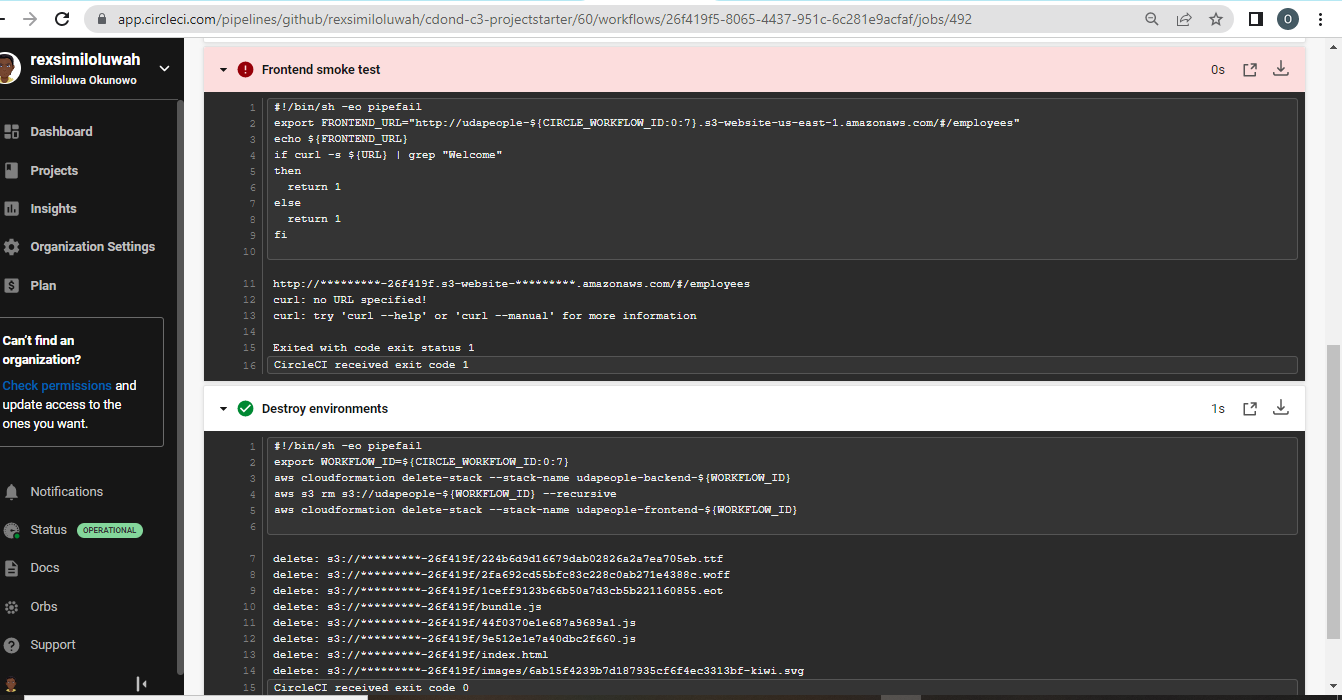 app.circleci.com/pipelines/github/rexsimiloluwah/cdond-c3-projectstarter/60/workflows/26f419f5-8065-4437-951c-6c281e9acfaf/jobs/492
O
rexsimiloluwah
Similoluwa Okunowo
Dashboard
Projects
Insights
Organization Settings
Plan
Can't find an
organization?
Check permissions and
update access to the
ones you want.
Notifications
Status OPERATIONAL
Docs
Orbs
Support
Frontend smoke test 0s
1 #!/bin/sh -eo pipefail
2 export FRONTEND_URL="http://udapeople-${CIRCLE_WORKFLOW_ID:0:7}.s3-website-us-east-1.amazonaws.com/#/employees"
3 echo ${FRONTEND_URL}
4 if curl -s ${URL} | grep "Welcome"
5 then
6 return 1
7 else
8 return 1
9 fi
10
11 http://*********-26f419f.s3-website-*********.amazonaws.com/#/employees
12 curl: no URL specified!
13 curl: try 'curl --help' or 'curl --manual' for more information
14
15 Exited with code exit status 1
16 CircleCI received exit code 1
Destroy environments 1s
1 #!/bin/sh -eo pipefail
2 export WORKFLOW_ID=${CIRCLE_WORKFLOW_ID:0:7}
3 aws cloudformation delete-stack --stack-name udapeople-backend-${WORKFLOW_ID}
4 aws s3 rm s3://udapeople-${WORKFLOW_ID} --recursive
5 aws cloudformation delete-stack --stack-name udapeople-frontend-${WORKFLOW_ID}
6
7 delete: s3://*********-26f419f/224b6d9d16679dab02826a2a7ea705eb.ttf
8 delete: s3://*********-26f419f/2fa692cd55bfc83c228c0ab271e4388c.woff
9 delete: s3://*********-26f419f/1ceff9123b66b50a7d3cb5b221160855.eot
10 delete: s3://*********-26f419f/bundle.js
11 delete: s3://*********-26f419f/44f0370e1e687a9689a1.js
12 delete: s3://*********-26f419f/9e512e1e7a40dbc2f660.js
13 delete: s3://*********-26f419f/index.html
14 delete: s3://*********-26f419f/images/6ab15f4239b7d187935cf6f4ec3313bf-kiwi.svg
15 CircleCI received exit code 0